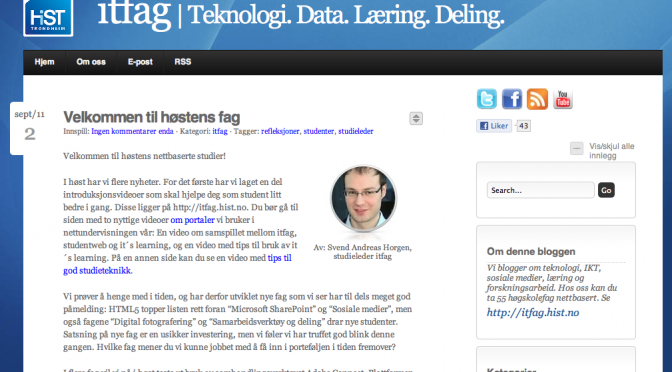 HiST
TRONDHEIM
itfag | Teknologi. Data. Læring. Deling.
Hjem Om oss E-post RSS
sept/11
2
Velkommen til høstens fag
Innspill: Ingen kommentarer enda - Kategori: itfag - Tagger: refleksjoner, studenter, studieleder
Velkommen til høstens nettbaserte studier!
I høst har vi flere nyheter. For det første har vi laget en del
introduksjonsvideoer som skal hjelpe deg som student litt
bedre i gang. Disse ligger på http://itfag.hist.no. Du bør gå til
siden med to nyttige videoer om portaler vi bruker i
nettundervisningen vår: En video om samspillet mellom itfag,
studentweb og it´s learning, og en video med tips til bruk av it
´s learning. På en annen side kan du se en video med tips til
god studieteknikk.
Av: Svend Andreas Horgen,
studieleder itfag
Vi prøver å henge med i tiden, og har derfor utviklet nye fag som vi ser har til dels meget god
påmelding: HTML5 topper listen rett foran “Microsoft SharePoint” og “Sosiale medier”, men
også fagene “Digital fotografering” og “Samarbeidsverktøy og deling” drar nye studenter.
Satsning på nye fag er en usikker investering, men vi føler vi har truffet god blink denne
gangen. Hvilke fag mener du vi kunne jobbet med å få inn i porteføljen i tiden fremover?
You
Tube
Liker 43
Vis/skjul alle
innlegg
Search... Go
Om denne bloggen
Vi blogger om teknologi, IKT,
sosiale medier, læring og
forskningsarbeid. Hos oss kan du
ta 55 høgskolefag nettbasert. Se
http://itfag.hist.no
Kategorier